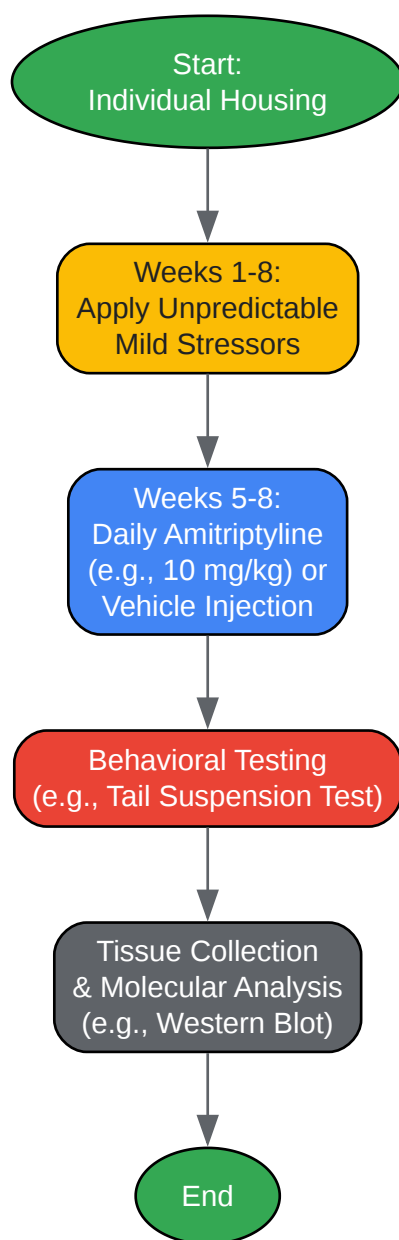 Start:
Individual Housing
Weeks 1-8:
Apply Unpredictable
Mild Stressors
Weeks 5-8:
Daily Amitriptyline
(e.g., 10 mg/kg) or
Vehicle Injection
Behavioral Testing
(e.g., Tail Suspension Test)
Tissue Collection
& Molecular Analysis
(e.g., Western Blot)
End